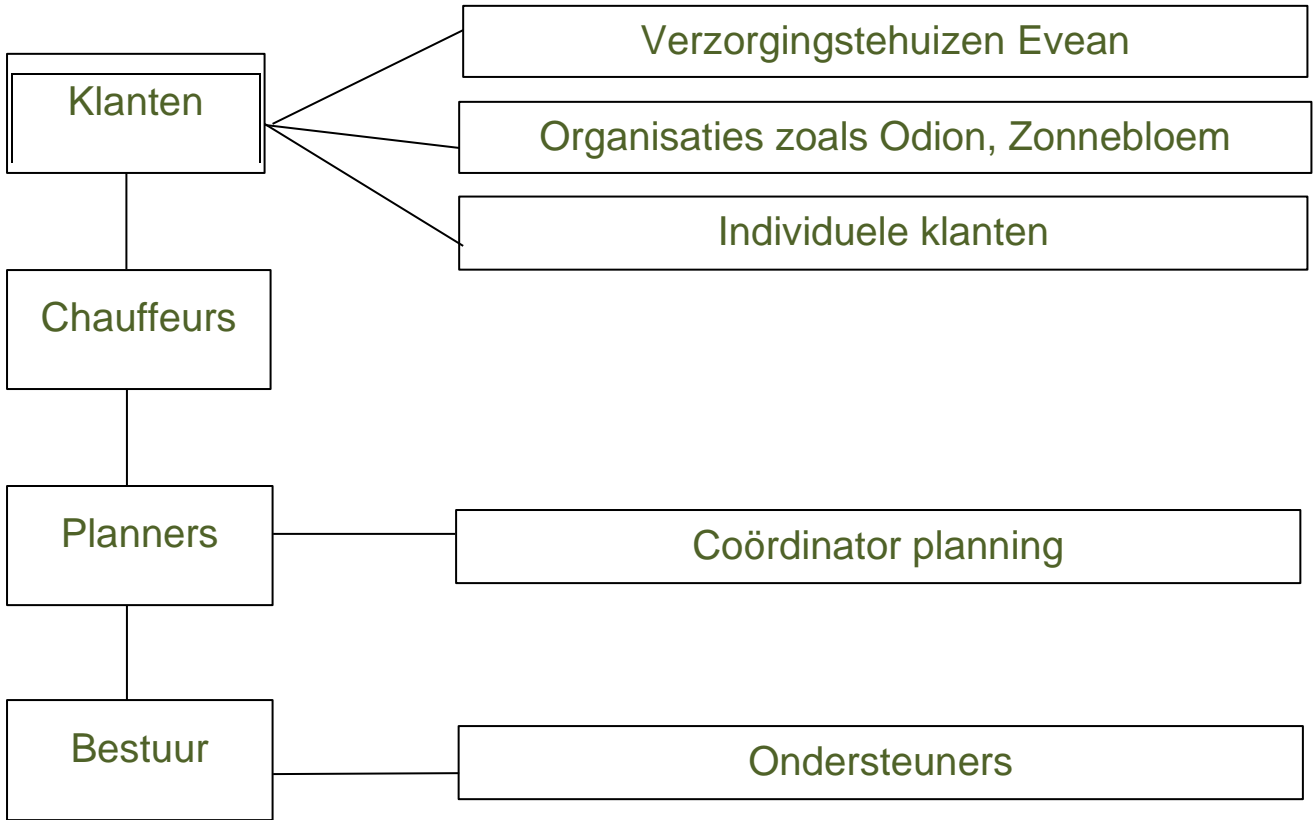 Verzorgingstehuizen Evean
Klanten
Organisaties zoals Odion, Zonnebloem
Individuele klanten
Chauffeurs
Planners
Coördinator planning
Bestuur
Ondersteuners